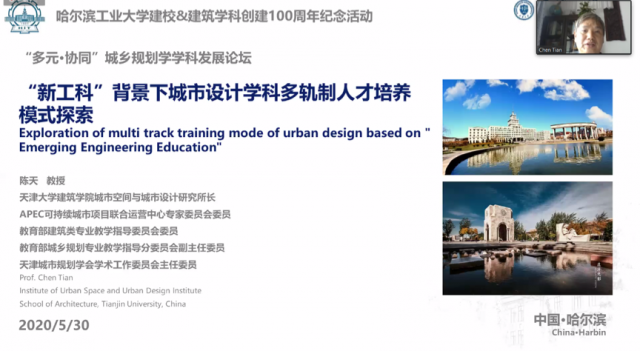 哈尔滨工业大学建校&建筑学科创建100周年纪念活动
Chen Tian
“多元·协同”城乡规划学学科发展论坛
“新工科”背景下城市设计学科多轨制人才培养
模式探索
Exploration of multi track training mode of urban design based on "
Emerging Engineering Education"
陈天 教授
天津大学建筑学院城市空间与城市设计研究所长
APEC可持续城市项目联合运营中心专家委员会委员
教育部建筑类专业教学指导委员会委员
教育部城乡规划专业教学指导分委员会副主任委员
天津城市规划学会学术工作委员会主任委员
Prof. Chen Tian
Institute of Urban Space and Urban Design Institute
School of Architecture, Tianjin University, China
2020/5/30
中国·哈尔滨
China·Harbin